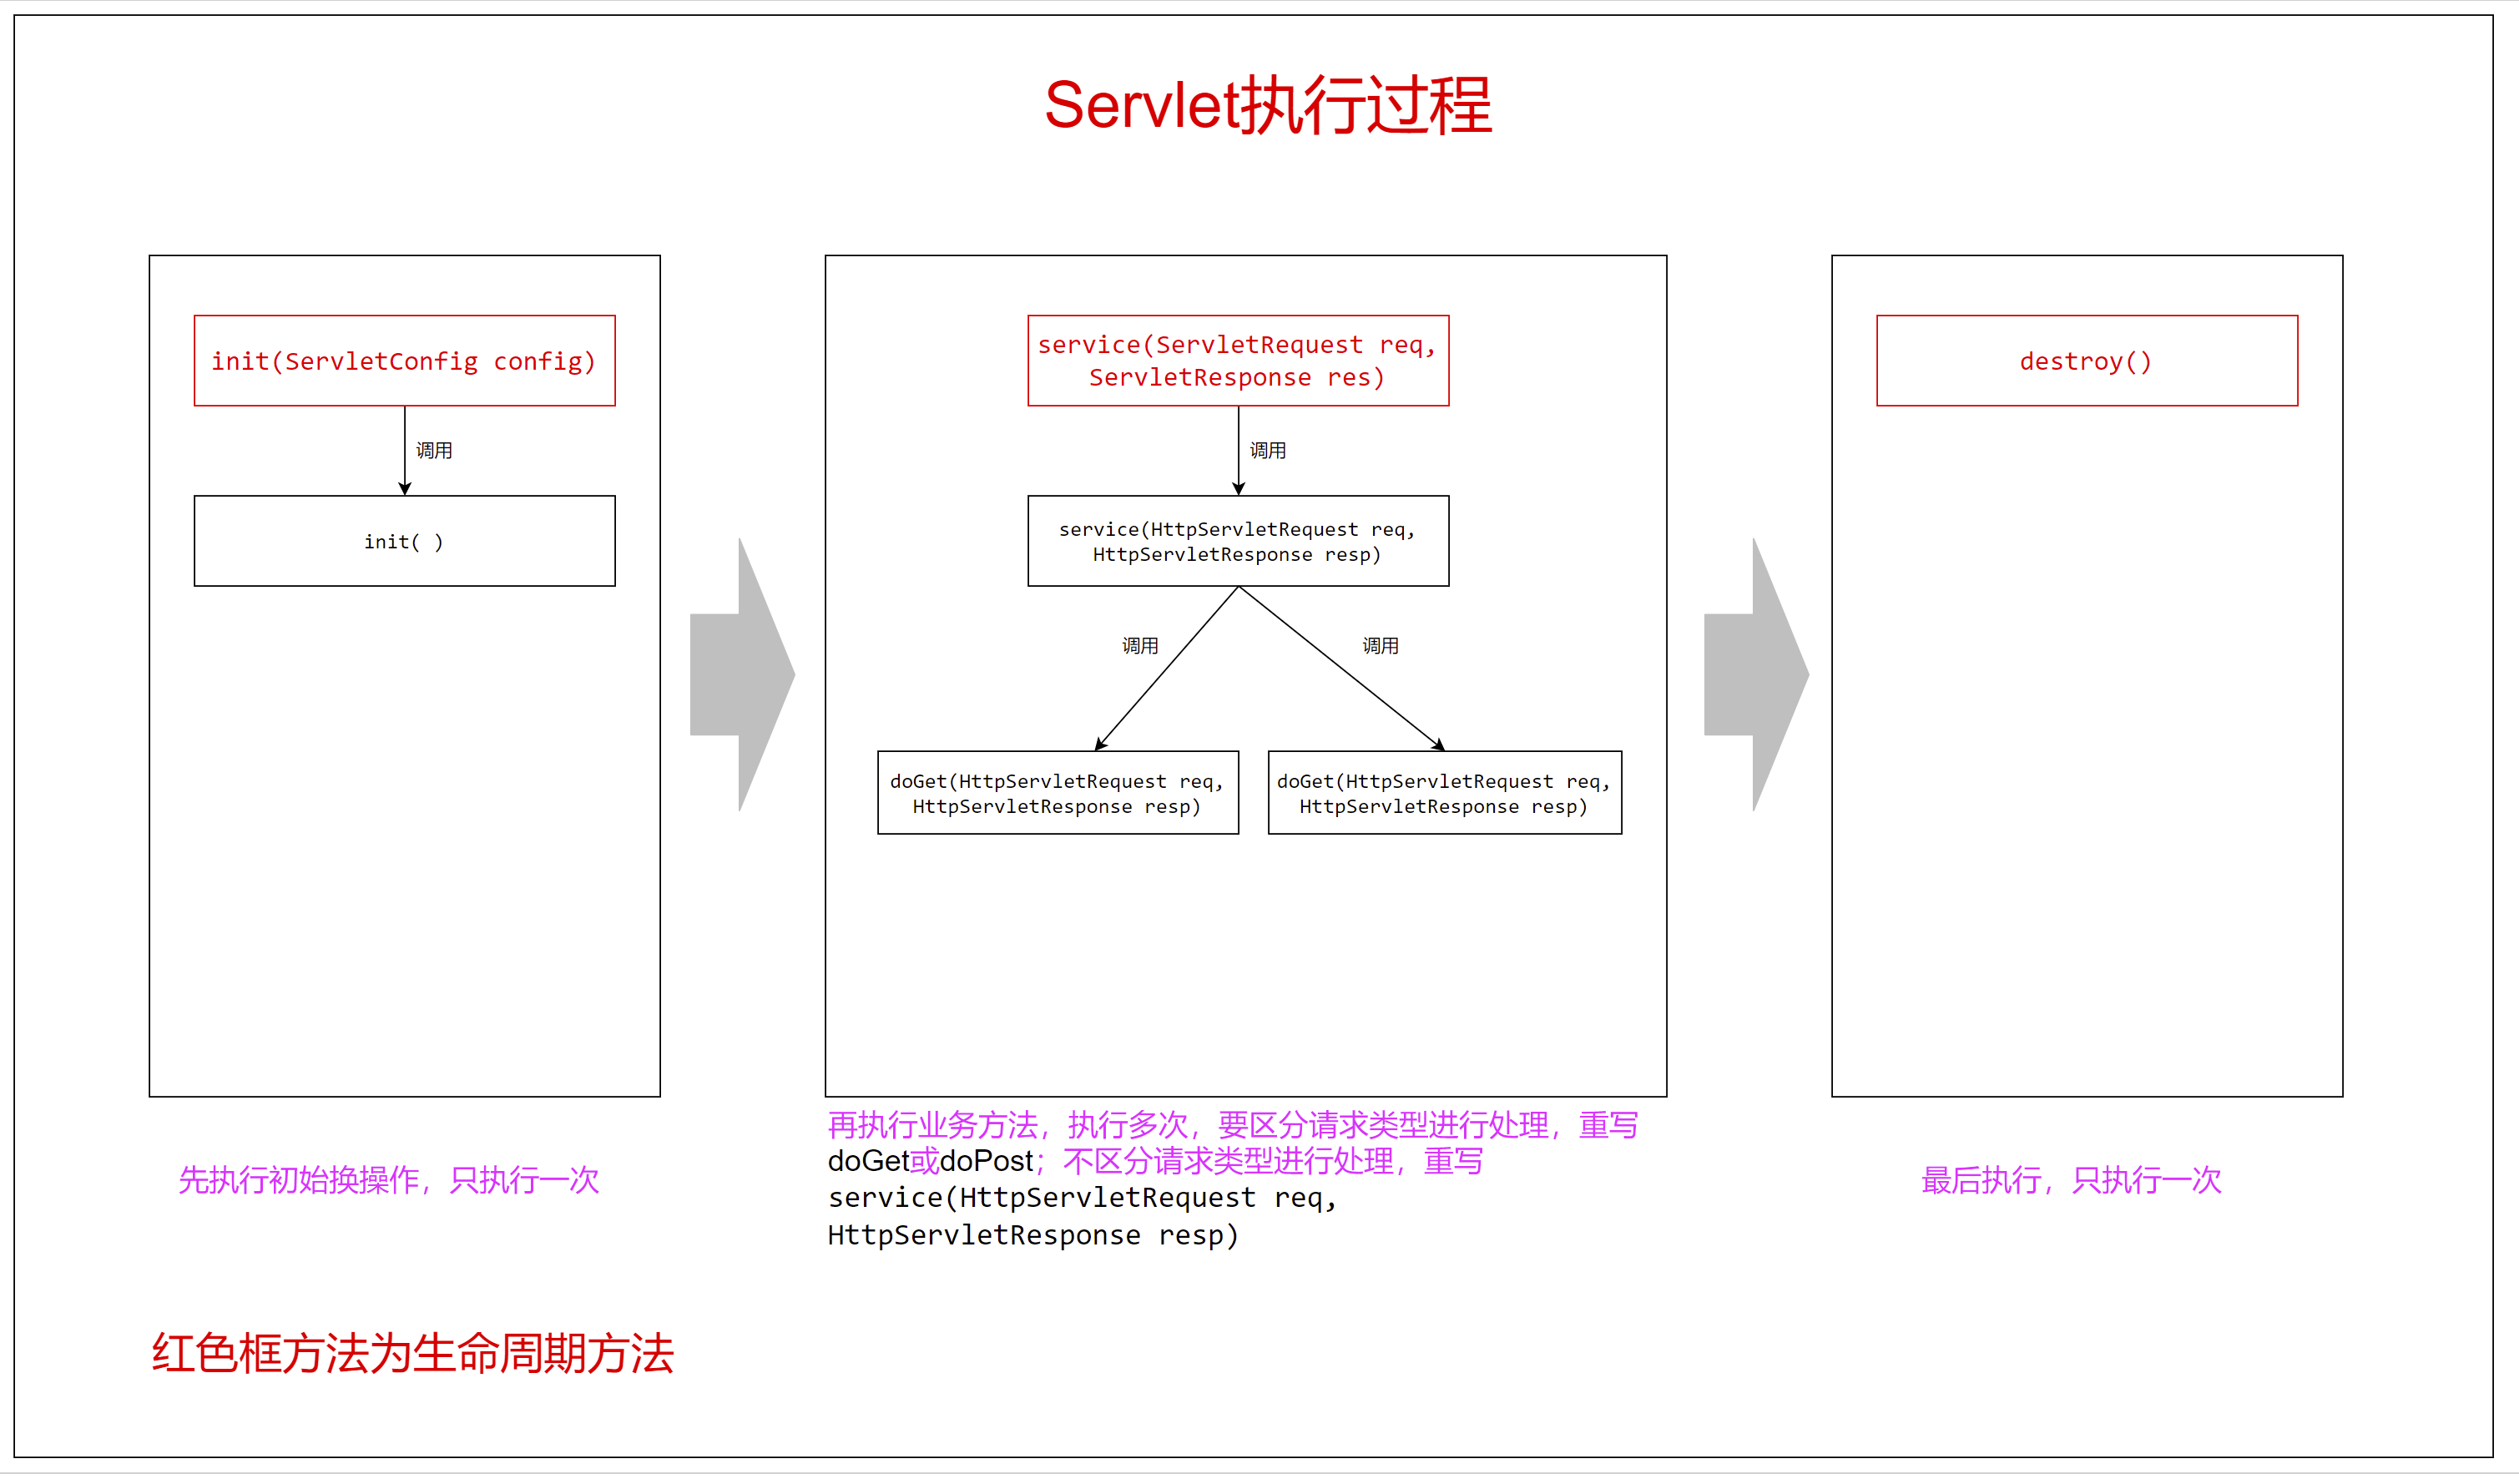 Servlet执行过程
init(ServletConfig config)
调用
init( )
service(ServletRequest req,
ServletResponse res)
调用
service(HttpServletRequest req,
HttpServletResponse resp)
调用
调用
doGet(HttpServletRequest req,
HttpServletResponse resp)
doGet(HttpServletRequest req,
HttpServletResponse resp)
destroy()
先执行初始换操作，只执行一次
再执行业务方法，执行多次，要区分请求类型进行处理，重写
doGet或doPost；不区分请求类型进行处理，重写
service(HttpServletRequest req,
HttpServletResponse resp)
最后执行，只执行一次
红色框方法为生命周期方法